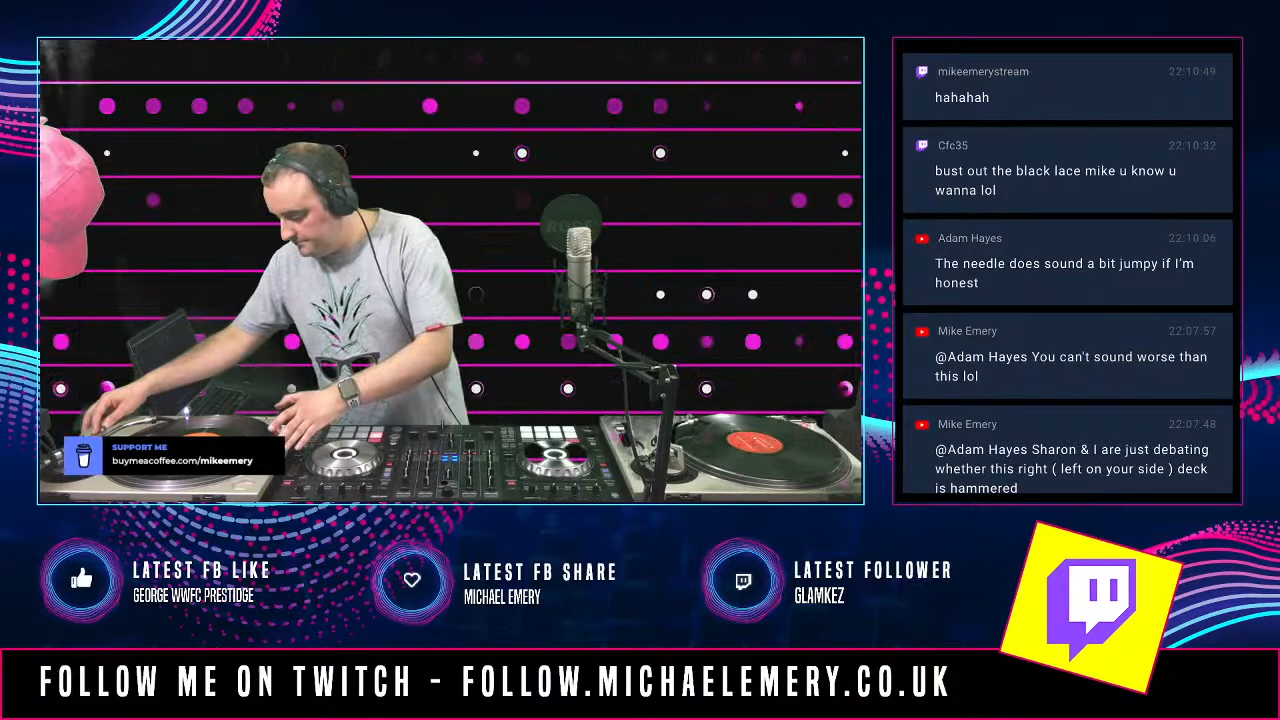 mikeemerystream 22:10:49
hahahah
Cfc35 22:10:32
bust out the black lace mike u know u
wanna lol
Adam Hayes 22:10:06
The needle does sound a bit jumpy if I'm
honest
Mike Emery 22:07:57
@Adam Hayes You can't sound worse than
this lol
Mike Emery 22:07:48
@Adam Hayes Sharon & I are just debating
whether this right ( left on your side ) deck
is hammered
RODE
SUPPORT ME
buymeacoffee.com/mikeemery
LATEST FB LIKE
GEORGE WWFC PRESTIDGE
LATEST FB SHARE
MICHAEL EMERY
LATEST FOLLOWER
GLAMKEZ
FOLLOW ME ON TWITCH - FOLLOW.MICHAELEMERY.CO.UK